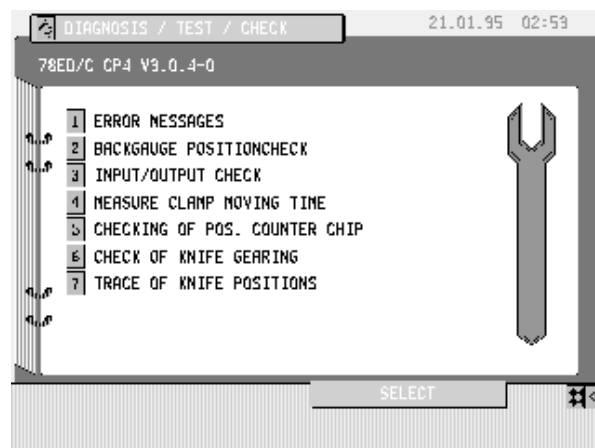 DIAGNOSIS / TEST / CHECK 21.01.95 02:59
78ED/C CP4 V3.0.4-0
1 ERROR MESSAGES
2 BACKGAUGE POSITIONCHECK
3 INPUT/OUTPUT CHECK
4 MEASURE CLAMP MOVING TIME
5 CHECKING OF POS. COUNTER CHIP
6 CHECK OF KNIFE GEARING
7 TRACE OF KNIFE POSITIONS
SELECT